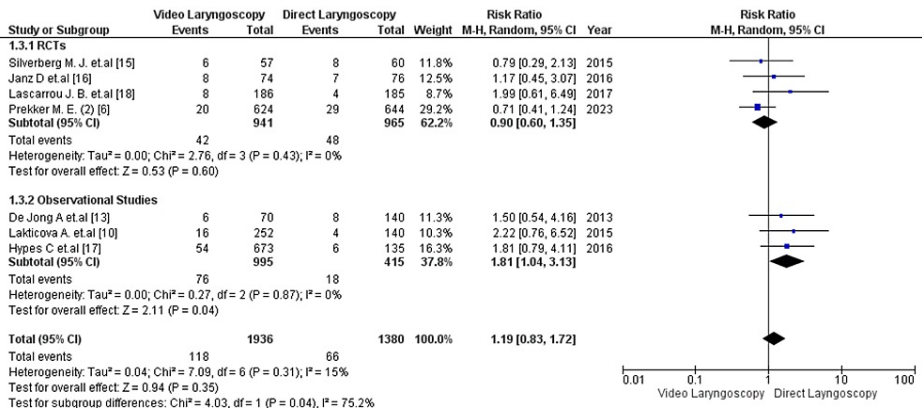 Video Laryngoscopy Direct Laryngoscopy Risk Ratio Risk Ratio
Study or Subgroup Events Total Events Total Weight M-H, Random, 95% CI Year M-H, Random, 95% CI
1.3.1 RCTs
Silverberg M. J. et.al [15] 6 57 8 60 11.8% 0.79 [0.29, 2.13] 2015
Janz D et.al [16] 8 74 7 76 12.5% 1.17 [0.45, 3.07] 2016
Lascarrou J. B. et.al [18] 8 186 4 185 8.7% 1.99 [0.61, 6.49] 2017
Prekker M. E. (2) [6] 20 624 29 644 29.2% 0.71 [0.41, 1.24] 2023
Subtotal (95% CI) 941 965 62.2% 0.90 [0.60, 1.35]
Total events 42 48
Heterogeneity: Tau² = 0.00; Chi² = 2.76, df = 3 (P = 0.43); I² = 0%
Test for overall effect: Z = 0.53 (P = 0.60)
1.3.2 Observational Studies
De Jong A et.al [13] 6 70 8 140 11.3% 1.50 [0.54, 4.16] 2013
Lakticova A. et.al [10] 16 252 4 140 10.3% 2.22 [0.76, 6.52] 2015
Hypes C et.al [17] 54 673 6 135 16.3% 1.81 [0.79, 4.11] 2016
Subtotal (95% CI) 995 415 37.8% 1.81 [1.04, 3.13]
Total events 76 18
Heterogeneity: Tau² = 0.00; Chi² = 0.27, df = 2 (P = 0.87); I² = 0%
Test for overall effect: Z = 2.11 (P = 0.04)
Total (95% CI) 1936 1380 100.0% 1.19 [0.83, 1.72]
Total events 118 66
Heterogeneity: Tau² = 0.04; Chi² = 7.09, df = 6 (P = 0.31); I² = 15%
Test for overall effect: Z = 0.94 (P = 0.35)
Test for subgroup differences: Chi² = 4.03, df = 1 (P = 0.04), I² = 75.2%
0.01 0.1 1 10 100
Video Laryngoscopy Direct Laryngoscopy